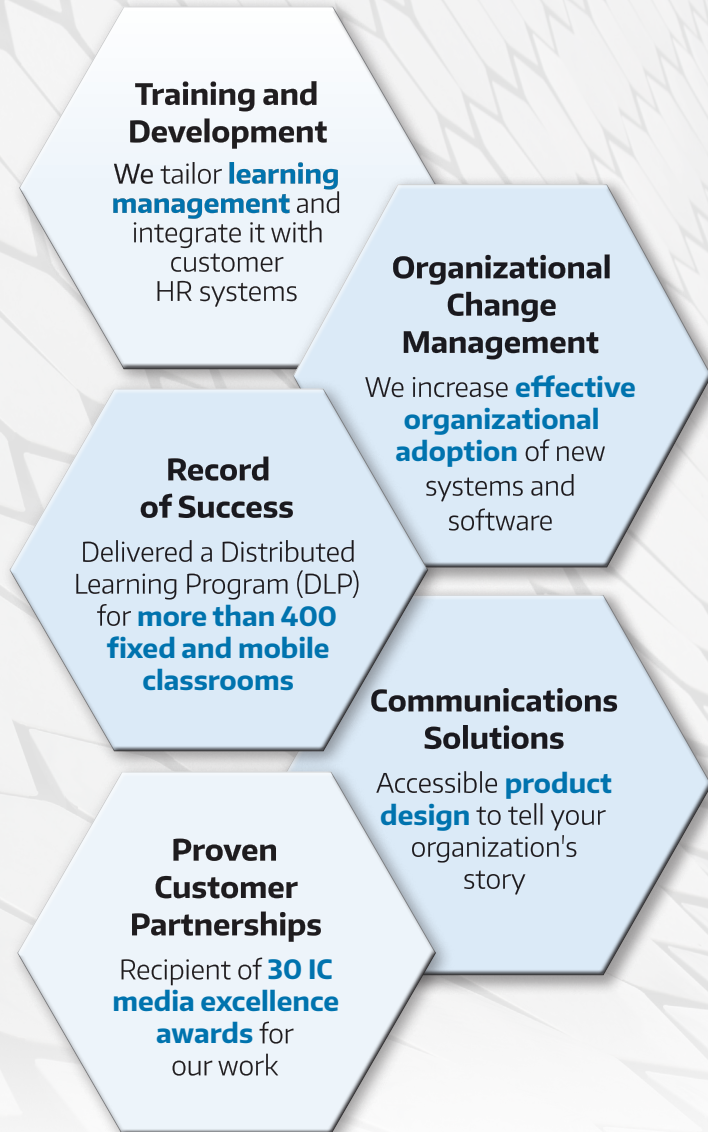 Training and
Development
We tailor learning
management and
integrate it with
customer
HR systems
Organizational
Change
Management
We increase effective
organizational
adoption of new
systems and
software
Record
of Success
Delivered a Distributed
Learning Program (DLP)
for more than 400
fixed and mobile
classrooms
Communications
Solutions
Accessible product
design to tell your
organization's
story
Proven
Customer
Partnerships
Recipient of 30 IC
media excellence
awards for
our work